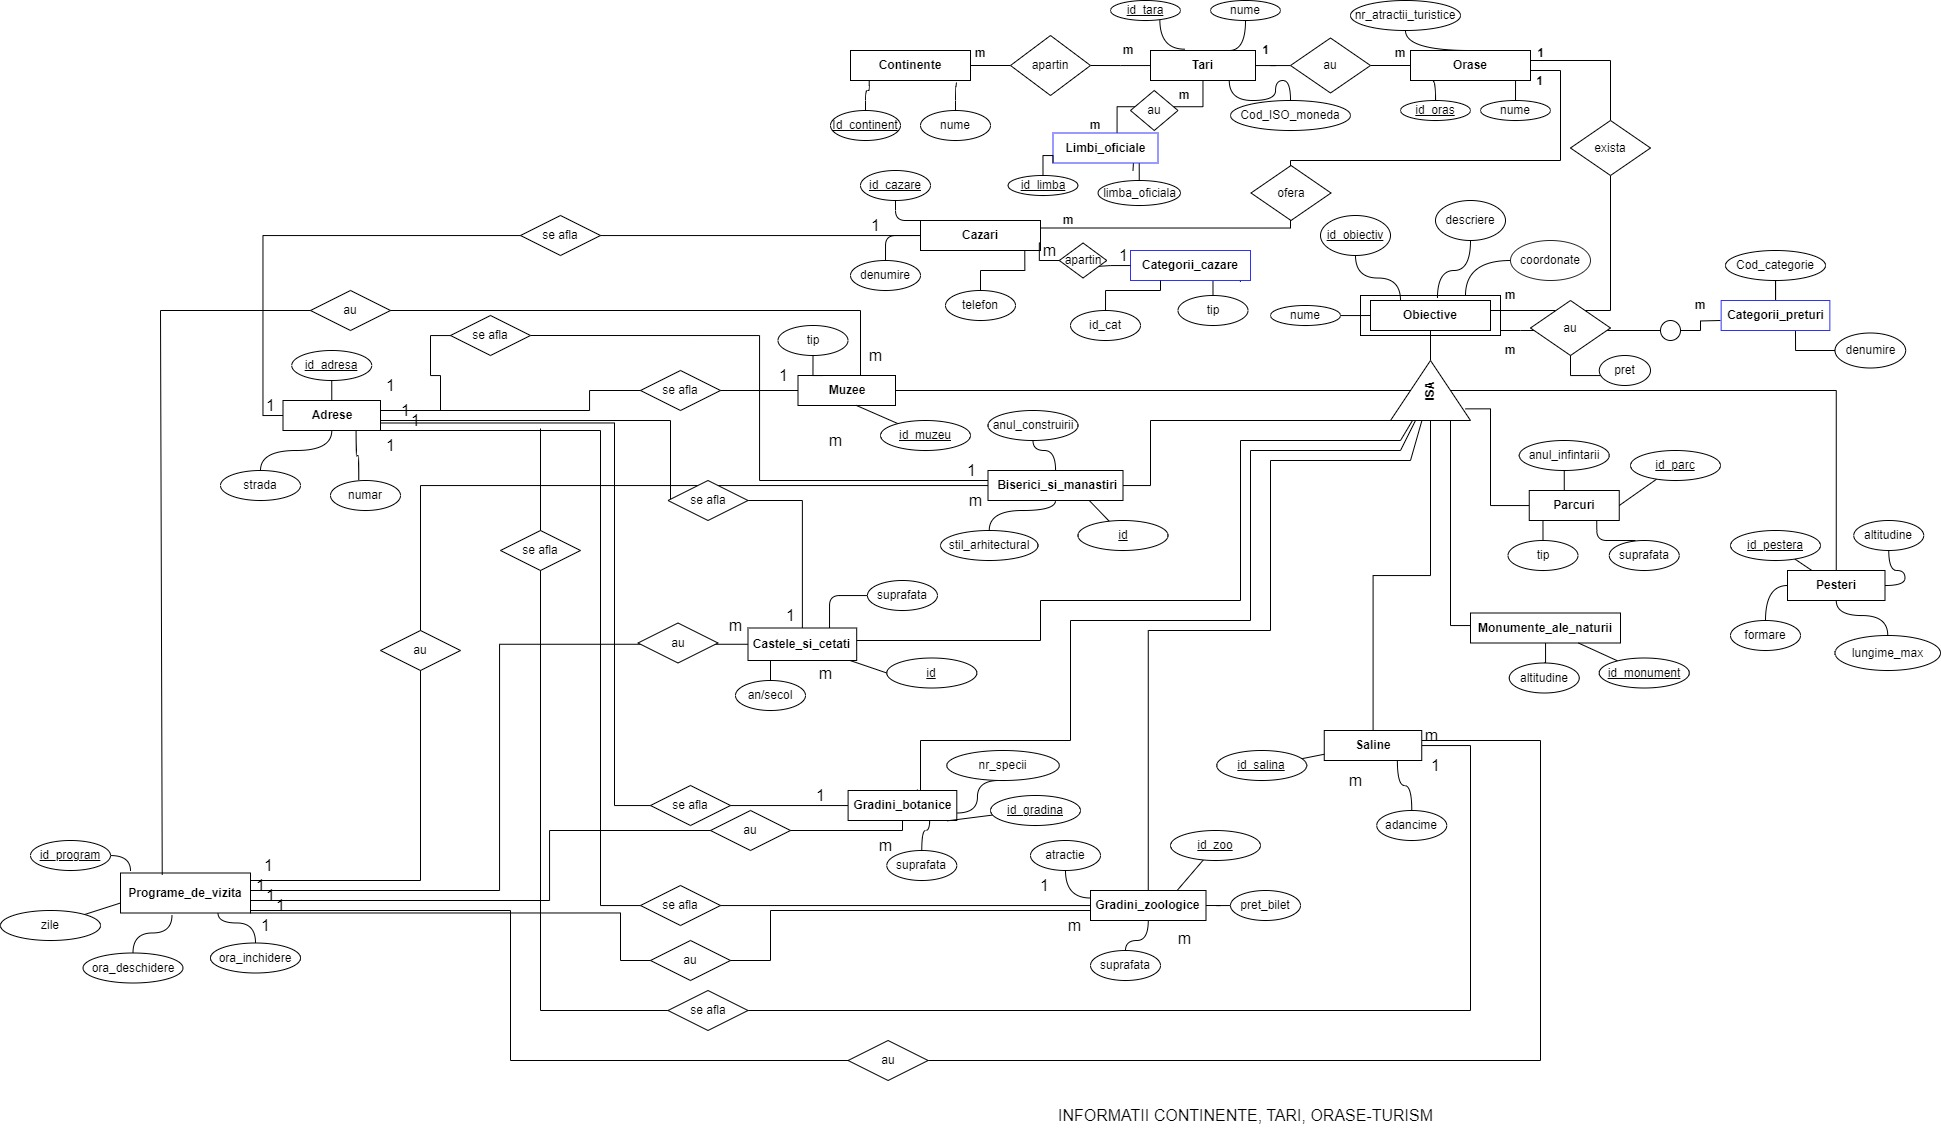 id_tara
nume
nr_atractii_turistice
Continente
m
apartin
m
Tari
1
au
m
Orase
1
1
id_continent
nume
au
m
Cod_ISO_moneda
id_oras
nume
m
Limbi_oficiale
exista
id_limba
limba_oficiala
id_cazare
ofera
se afla
1
Cazari
m
id_obiectiv
descriere
denumire
m
apartin
1
Categorii_cazare
coordonate
Cod_categorie
telefon
id_cat
tip
au
se afla
nume
Obiective
m
m
au
m
Categorii_preturi
pret
denumire
tip
m
id_adresa
1
se afla
1
Muzee
ISA
1
Adrese
1
1
1
id_muzeu
m
anul_construirii
strada
numar
1
Biserici_si_manastiri
m
se afla
stil_arhitectural
id
anul_infintarii
id_parc
Parcuri
tip
suprafata
se afla
id_pestera
altitudine
Pesteri
formare
lungime_max
suprafata
1
m
au
au
Castele_si_cetati
m
id
an/secol
Monumente_ale_naturii
altitudine
id_monument
m
Saline
1
id_salina
m
adancime
nr_specii
1
se afla
Gradini_botanice
id_gradina
au
m
suprafata
id_program
1
1
1
1
1
Programe_de_vizita
zile
ora_deschidere
ora_inchidere
atractie
id_zoo
1
se afla
Gradini_zoologice
pret_bilet
m
m
au
suprafata
se afla
au
INFORMATII CONTINENTE, TARI, ORASE-TURISM